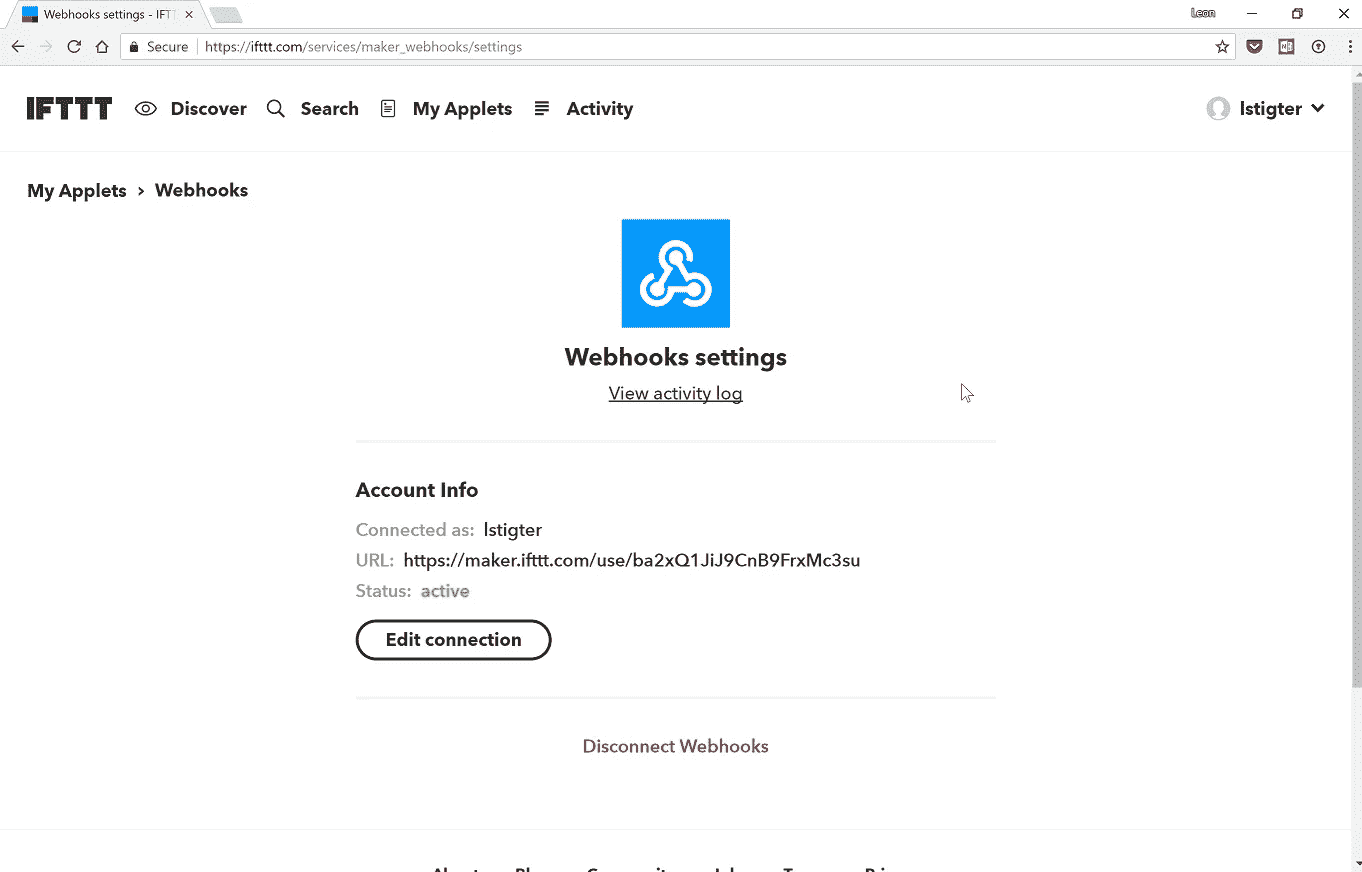 Webhooks settings - IFT
Leon
Secure https://ifttt.com/services/maker_webhooks/settings
IFTTT Discover Search My Applets Activity lstigter
My Applets › Webhooks
Webhooks settings
View activity log
Account Info
Connected as: lstigter
URL: https://maker.ifttt.com/use/ba2xQ1JiJ9CnB9FrxMc3su
Status: active
Edit connection
Disconnect Webhooks